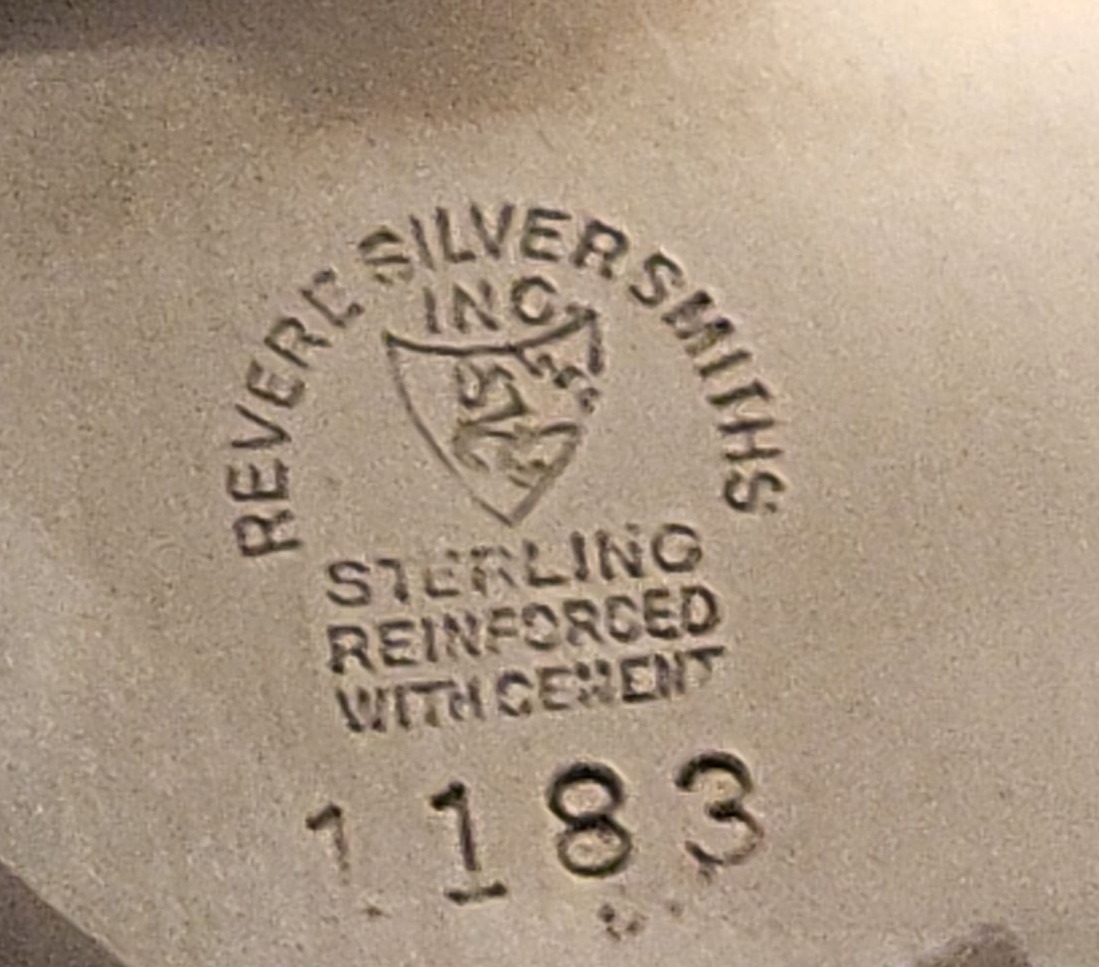 REVERE SILVERSMITHS
INC.
STERLING
REINFORCED
WITH CEMENT
1183